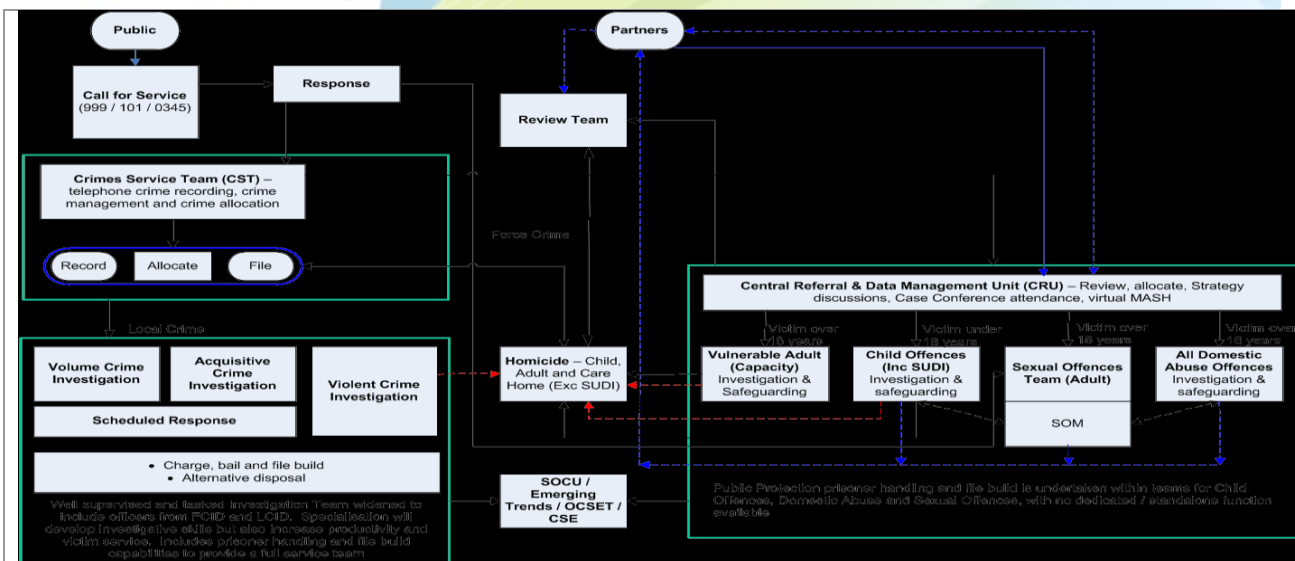 Public
Partners
Call for Service
(999 / 101 / 0345)
Response
Review Team
Crimes Service Team (CST) –
telephone crime recording, crime
management and crime allocation
Record
Allocate
File
Force Crime
Central Referral & Data Management Unit (CRU) – Review, allocate, Strategy
discussions, Case Conference attendance, virtual MASH
Local Crime
Victim over
18 years
Victim under
18 years
Victim over
18 years
Victim over
16 years
Volume Crime
Investigation
Acquisitive
Crime
Investigation
Violent Crime
Investigation
Scheduled Response
Homicide – Child,
Adult and Care
Home (Exc SUDI)
Vulnerable Adult
(Capacity)
Investigation &
Safeguarding
Child Offences
(Inc SUDI)
Investigation &
safeguarding
Sexual Offences
Team (Adult)
SOM
All Domestic
Abuse Offences
Investigation &
safeguarding
• Charge, bail and file build
• Alternative disposal
Well supervised and tasked Investigation Team widened to
include officers from FCID and LCID. Specialisation will
develop investigative skills but also increase productivity and
victim service. Includes prisoner handling and file build
capabilities to provide a full service team
SOCU /
Emerging
Trends / OCSET /
CSE
Public Protection prisoner handling and file build is undertaken within teams for Child
Offences, Domestic Abuse and Sexual Offences, with no dedicated / standalone function
available